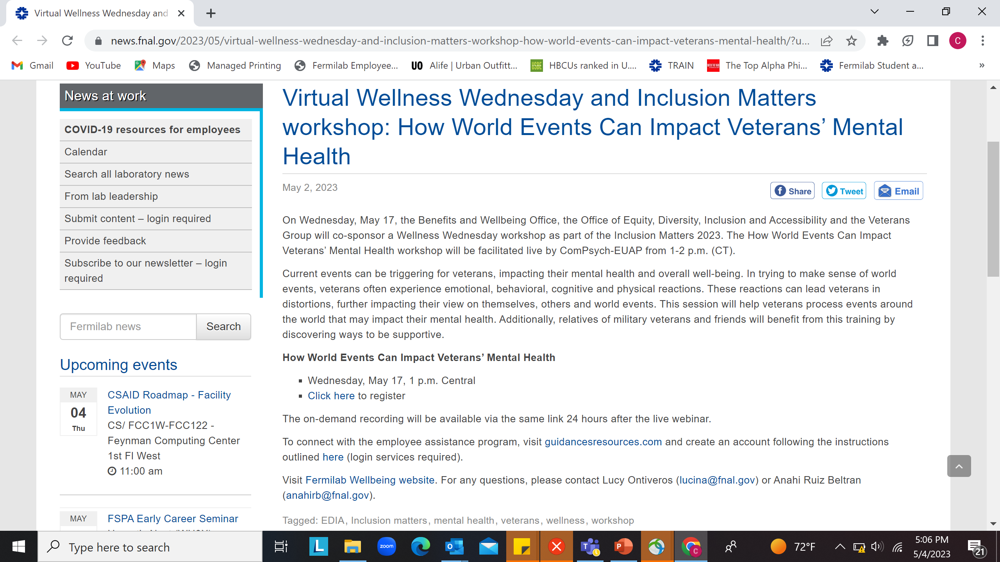 Virtual Wellness Wednesday and
news.fnal.gov/2023/05/virtual-wellness-wednesday-and-inclusion-matters-workshop-how-world-events-can-impact-veterans-mental-health/?u...
C
Gmail
YouTube
Maps
Managed Printing
Fermilab Employee...
UO Alife | Urban Outfitt...
USBE HBCUs ranked in U....
TRAIN
The Top Alpha Phi...
Fermilab Student a...
»
News at work
COVID-19 resources for employees
Calendar
Search all laboratory news
From lab leadership
Submit content – login required
Provide feedback
Subscribe to our newsletter – login
required
Fermilab news
Search
Upcoming events
MAY
04
Thu
CSAID Roadmap - Facility
Evolution
CS/ FCC1W-FCC122 -
Feynman Computing Center
1st Fl West
11:00 am
MAY
FSPA Early Career Seminar
Virtual Wellness Wednesday and Inclusion Matters
workshop: How World Events Can Impact Veterans’ Mental
Health
May 2, 2023
Share
Tweet
Email
On Wednesday, May 17, the Benefits and Wellbeing Office, the Office of Equity, Diversity, Inclusion and Accessibility and the Veterans
Group will co-sponsor a Wellness Wednesday workshop as part of the Inclusion Matters 2023. The How World Events Can Impact
Veterans’ Mental Health workshop will be facilitated live by ComPsych-EUAP from 1-2 p.m. (CT).
Current events can be triggering for veterans, impacting their mental health and overall well-being. In trying to make sense of world
events, veterans often experience emotional, behavioral, cognitive and physical reactions. These reactions can lead veterans in
distortions, further impacting their view on themselves, others and world events. This session will help veterans process events around
the world that may impact their mental health. Additionally, relatives of military veterans and friends will benefit from this training by
discovering ways to be supportive.
How World Events Can Impact Veterans’ Mental Health
▪ Wednesday, May 17, 1 p.m. Central
▪ Click here to register
The on-demand recording will be available via the same link 24 hours after the live webinar.
To connect with the employee assistance program, visit guidancesresources.com and create an account following the instructions
outlined here (login services required).
Visit Fermilab Wellbeing website. For any questions, please contact Lucy Ontiveros (lucina@fnal.gov) or Anahi Ruiz Beltran
(anahirb@fnal.gov).
Tagged: EDIA, Inclusion matters, mental health, veterans, wellness, workshop
Type here to search
L
zoom
O
T
P
C
72°F
5:06 PM
5/4/2023
21